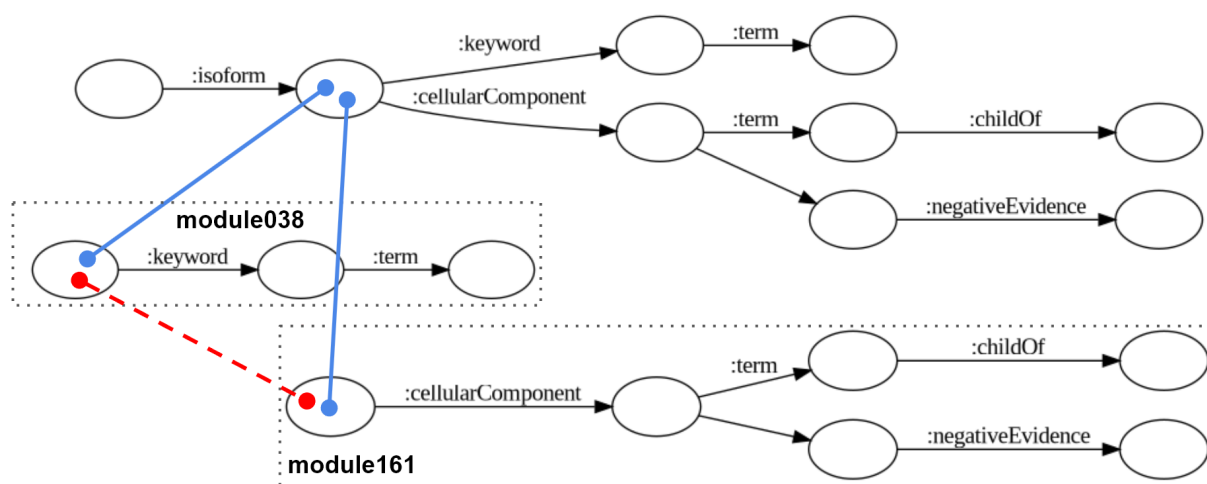 :keyword
:term
:isoform
:cellularComponent
:term
:childOf
:negativeEvidence
module038
:keyword
:term
:term
:childOf
:cellularComponent
:negativeEvidence
module161